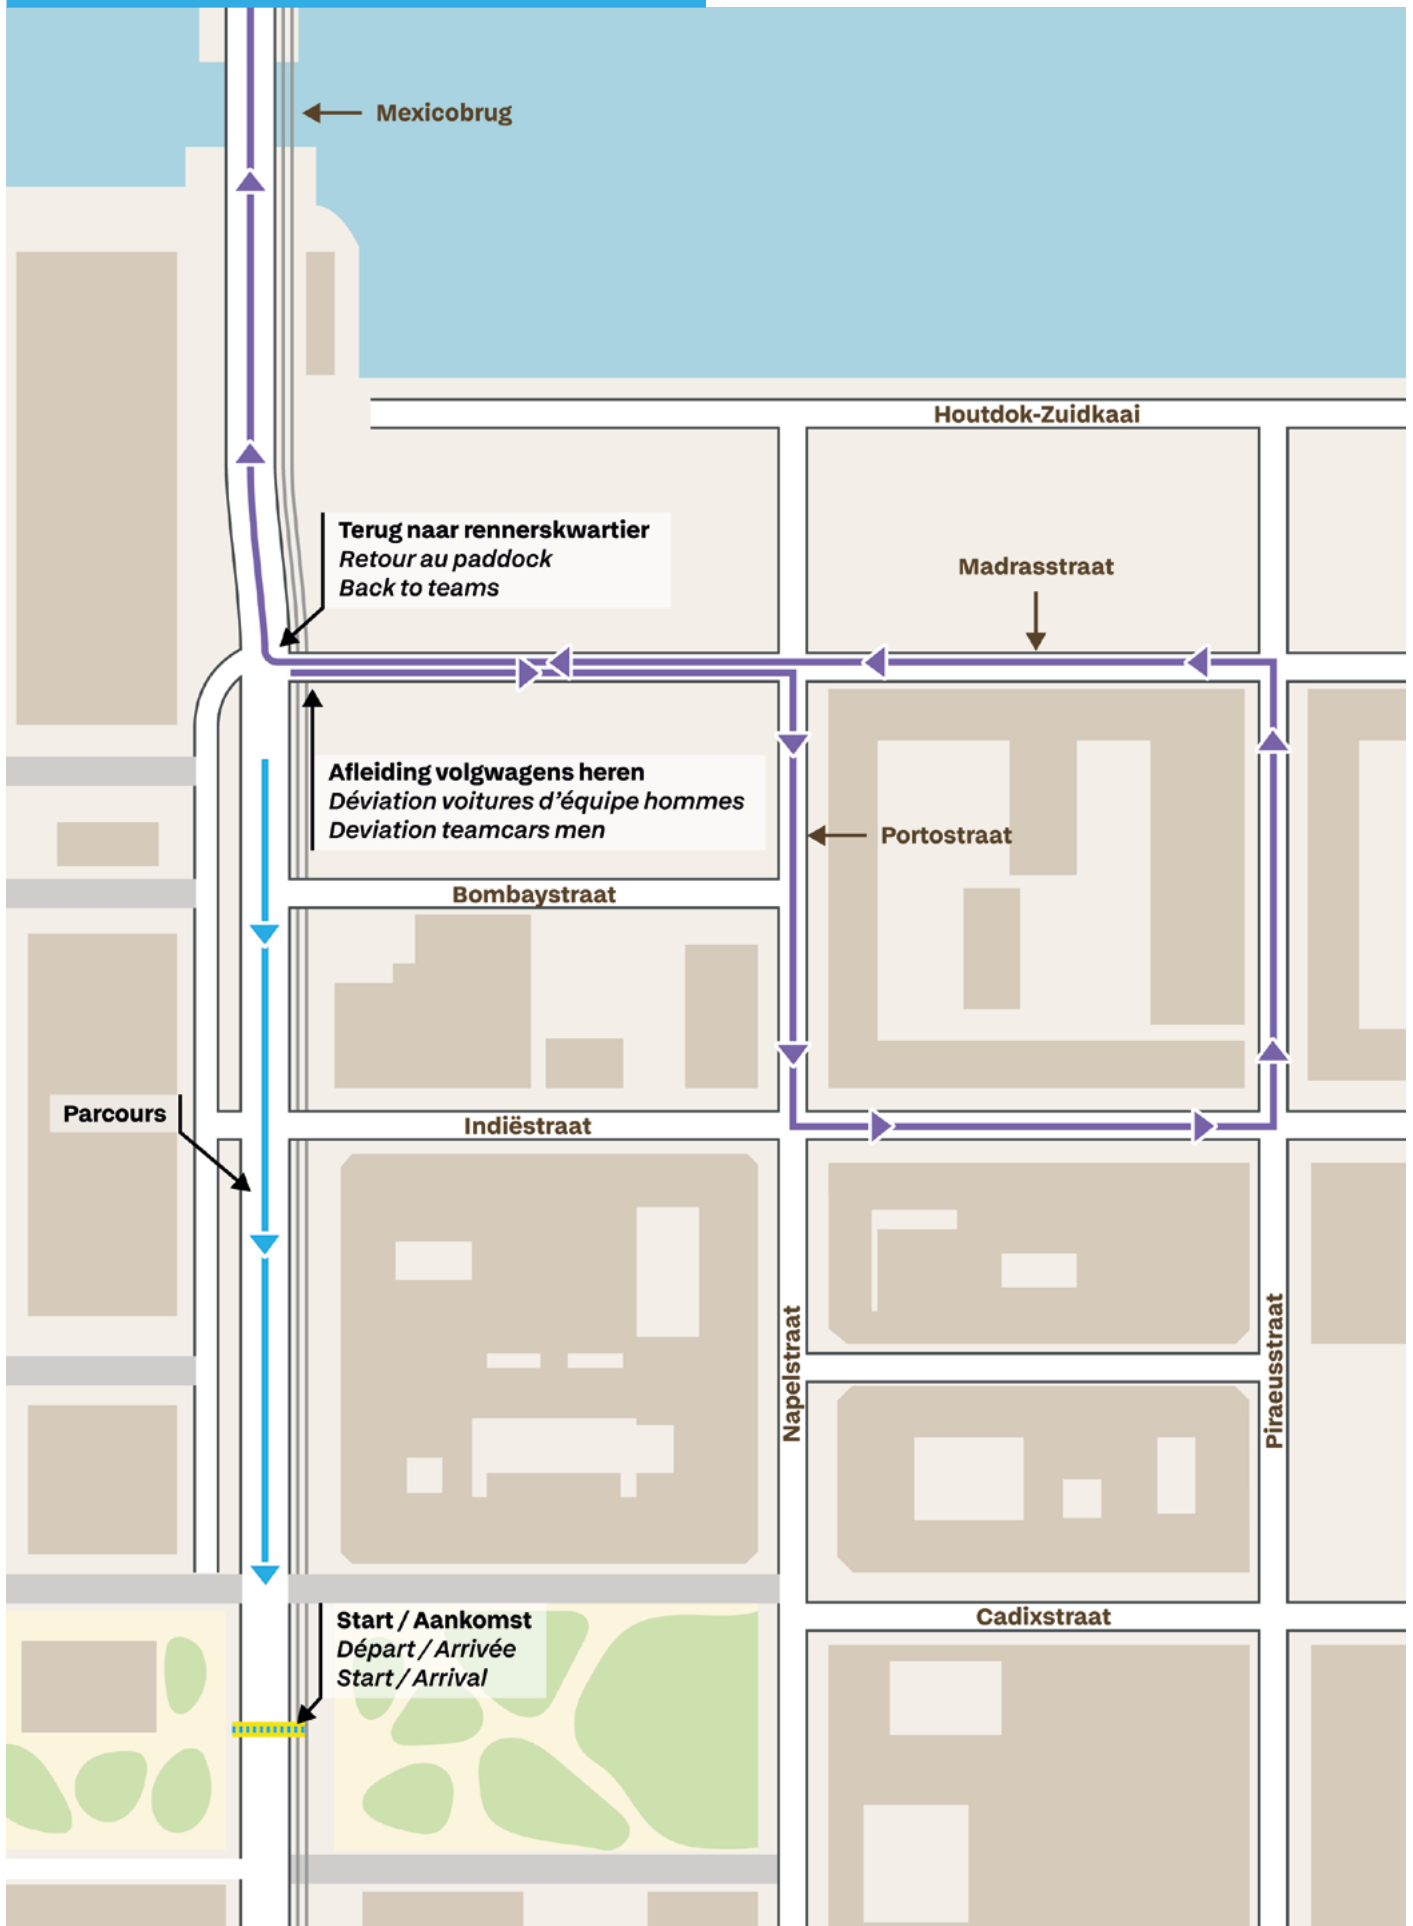 Mexicobrug
Houtdok-Zuidkaai
Terug naar rennerskwartier
Retour au paddock
Back to teams
Madrasstraat
Afleiding volgwagens heren
Déviation voitures d'équipe hommes
Deviation teamcars men
Portostraat
Bombaystraat
Parcours
Indiëstraat
Napelstraat
Piraeusstraat
Start / Aankomst
Départ / Arrivée
Start / Arrival
Cadixstraat